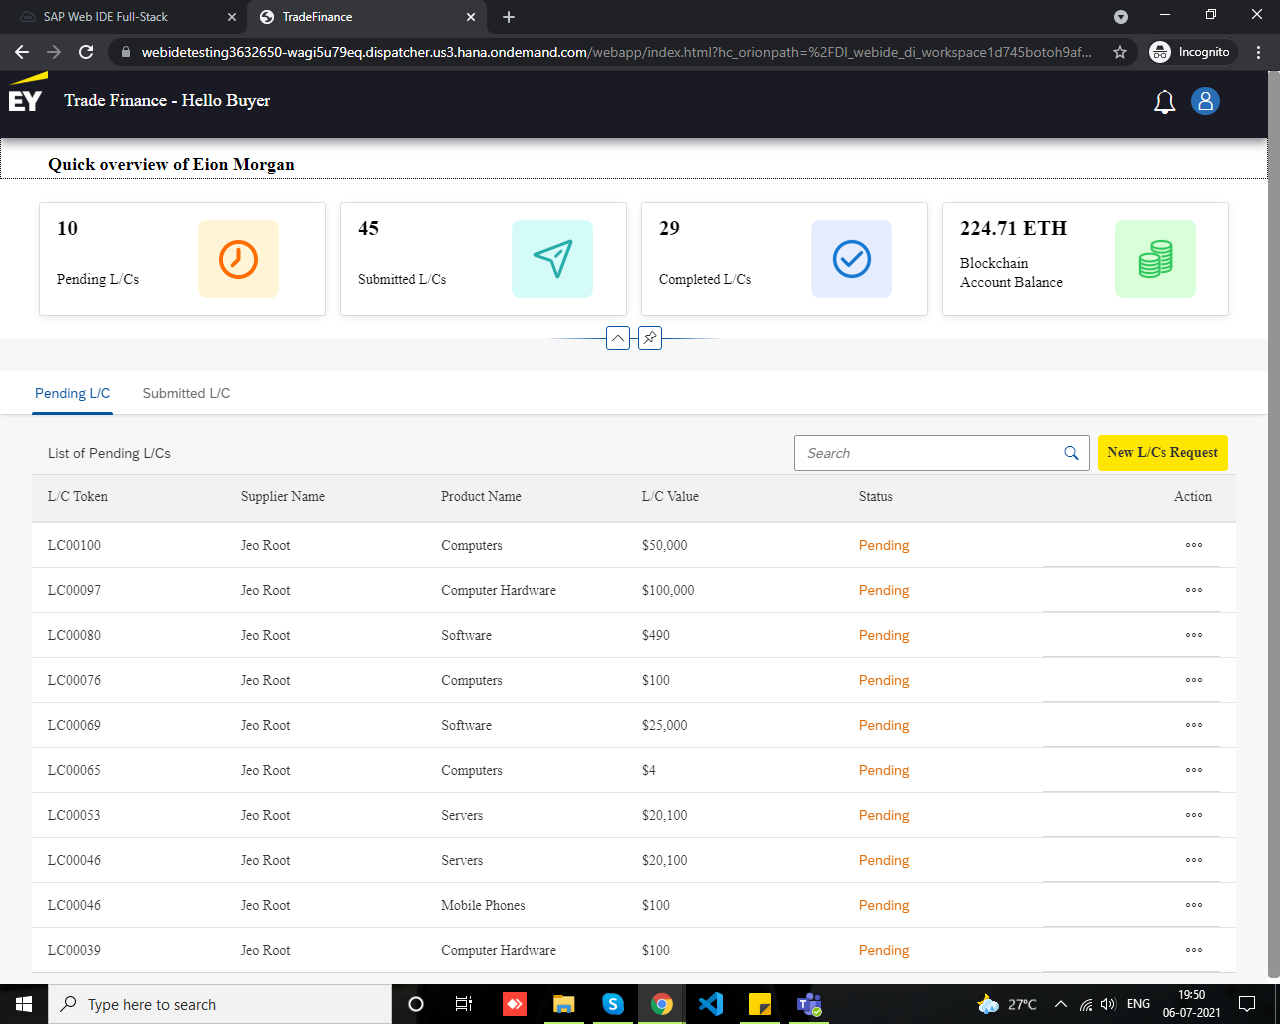 SAP Web IDE Full-Stack
TradeFinance
webidetesting3632650-wagi5u79eq.dispatcher.us3.hana.ondemand.com/webapp/index.html?hc_orionpath=%2FDI_webide_di_workspace1d745botoh9af...
Incognito
EY
Trade Finance - Hello Buyer
Quick overview of Eion Morgan
10
Pending L/Cs
45
Submitted L/Cs
29
Completed L/Cs
224.71 ETH
Blockchain
Account Balance
Pending L/C
Submitted L/C
List of Pending L/Cs
Search
New L/Cs Request
L/C Token Supplier Name Product Name L/C Value Status Action
LC00100 Jeo Root Computers $50,000 Pending
LC00097 Jeo Root Computer Hardware $100,000 Pending
LC00080 Jeo Root Software $490 Pending
LC00076 Jeo Root Computers $100 Pending
LC00069 Jeo Root Software $25,000 Pending
LC00065 Jeo Root Computers $4 Pending
LC00053 Jeo Root Servers $20,100 Pending
LC00046 Jeo Root Servers $20,100 Pending
LC00046 Jeo Root Mobile Phones $100 Pending
LC00039 Jeo Root Computer Hardware $100 Pending
Type here to search
27°C
ENG
19:50
06-07-2021